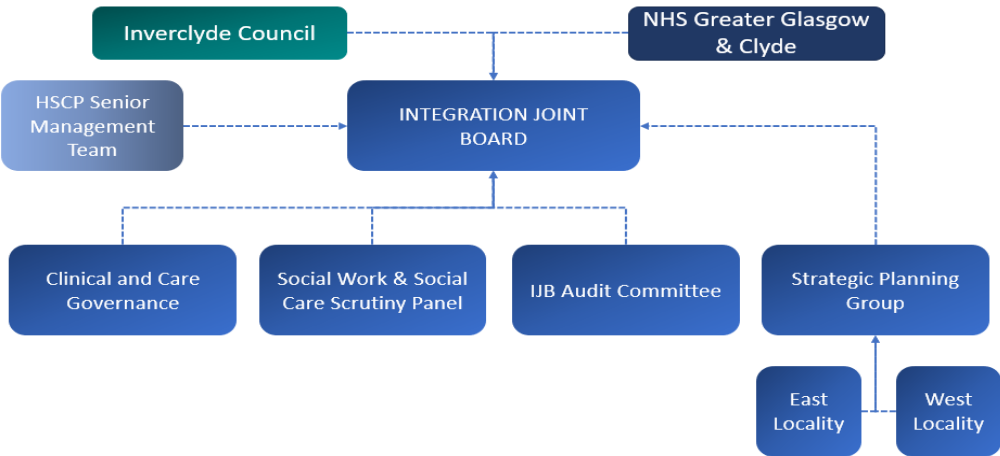 Inverclyde Council
NHS Greater Glasgow
& Clyde
HSCP Senior
Management
Team
INTEGRATION JOINT
BOARD
Clinical and Care
Governance
Social Work & Social
Care Scrutiny Panel
IJB Audit Committee
Strategic Planning
Group
East
Locality
West
Locality